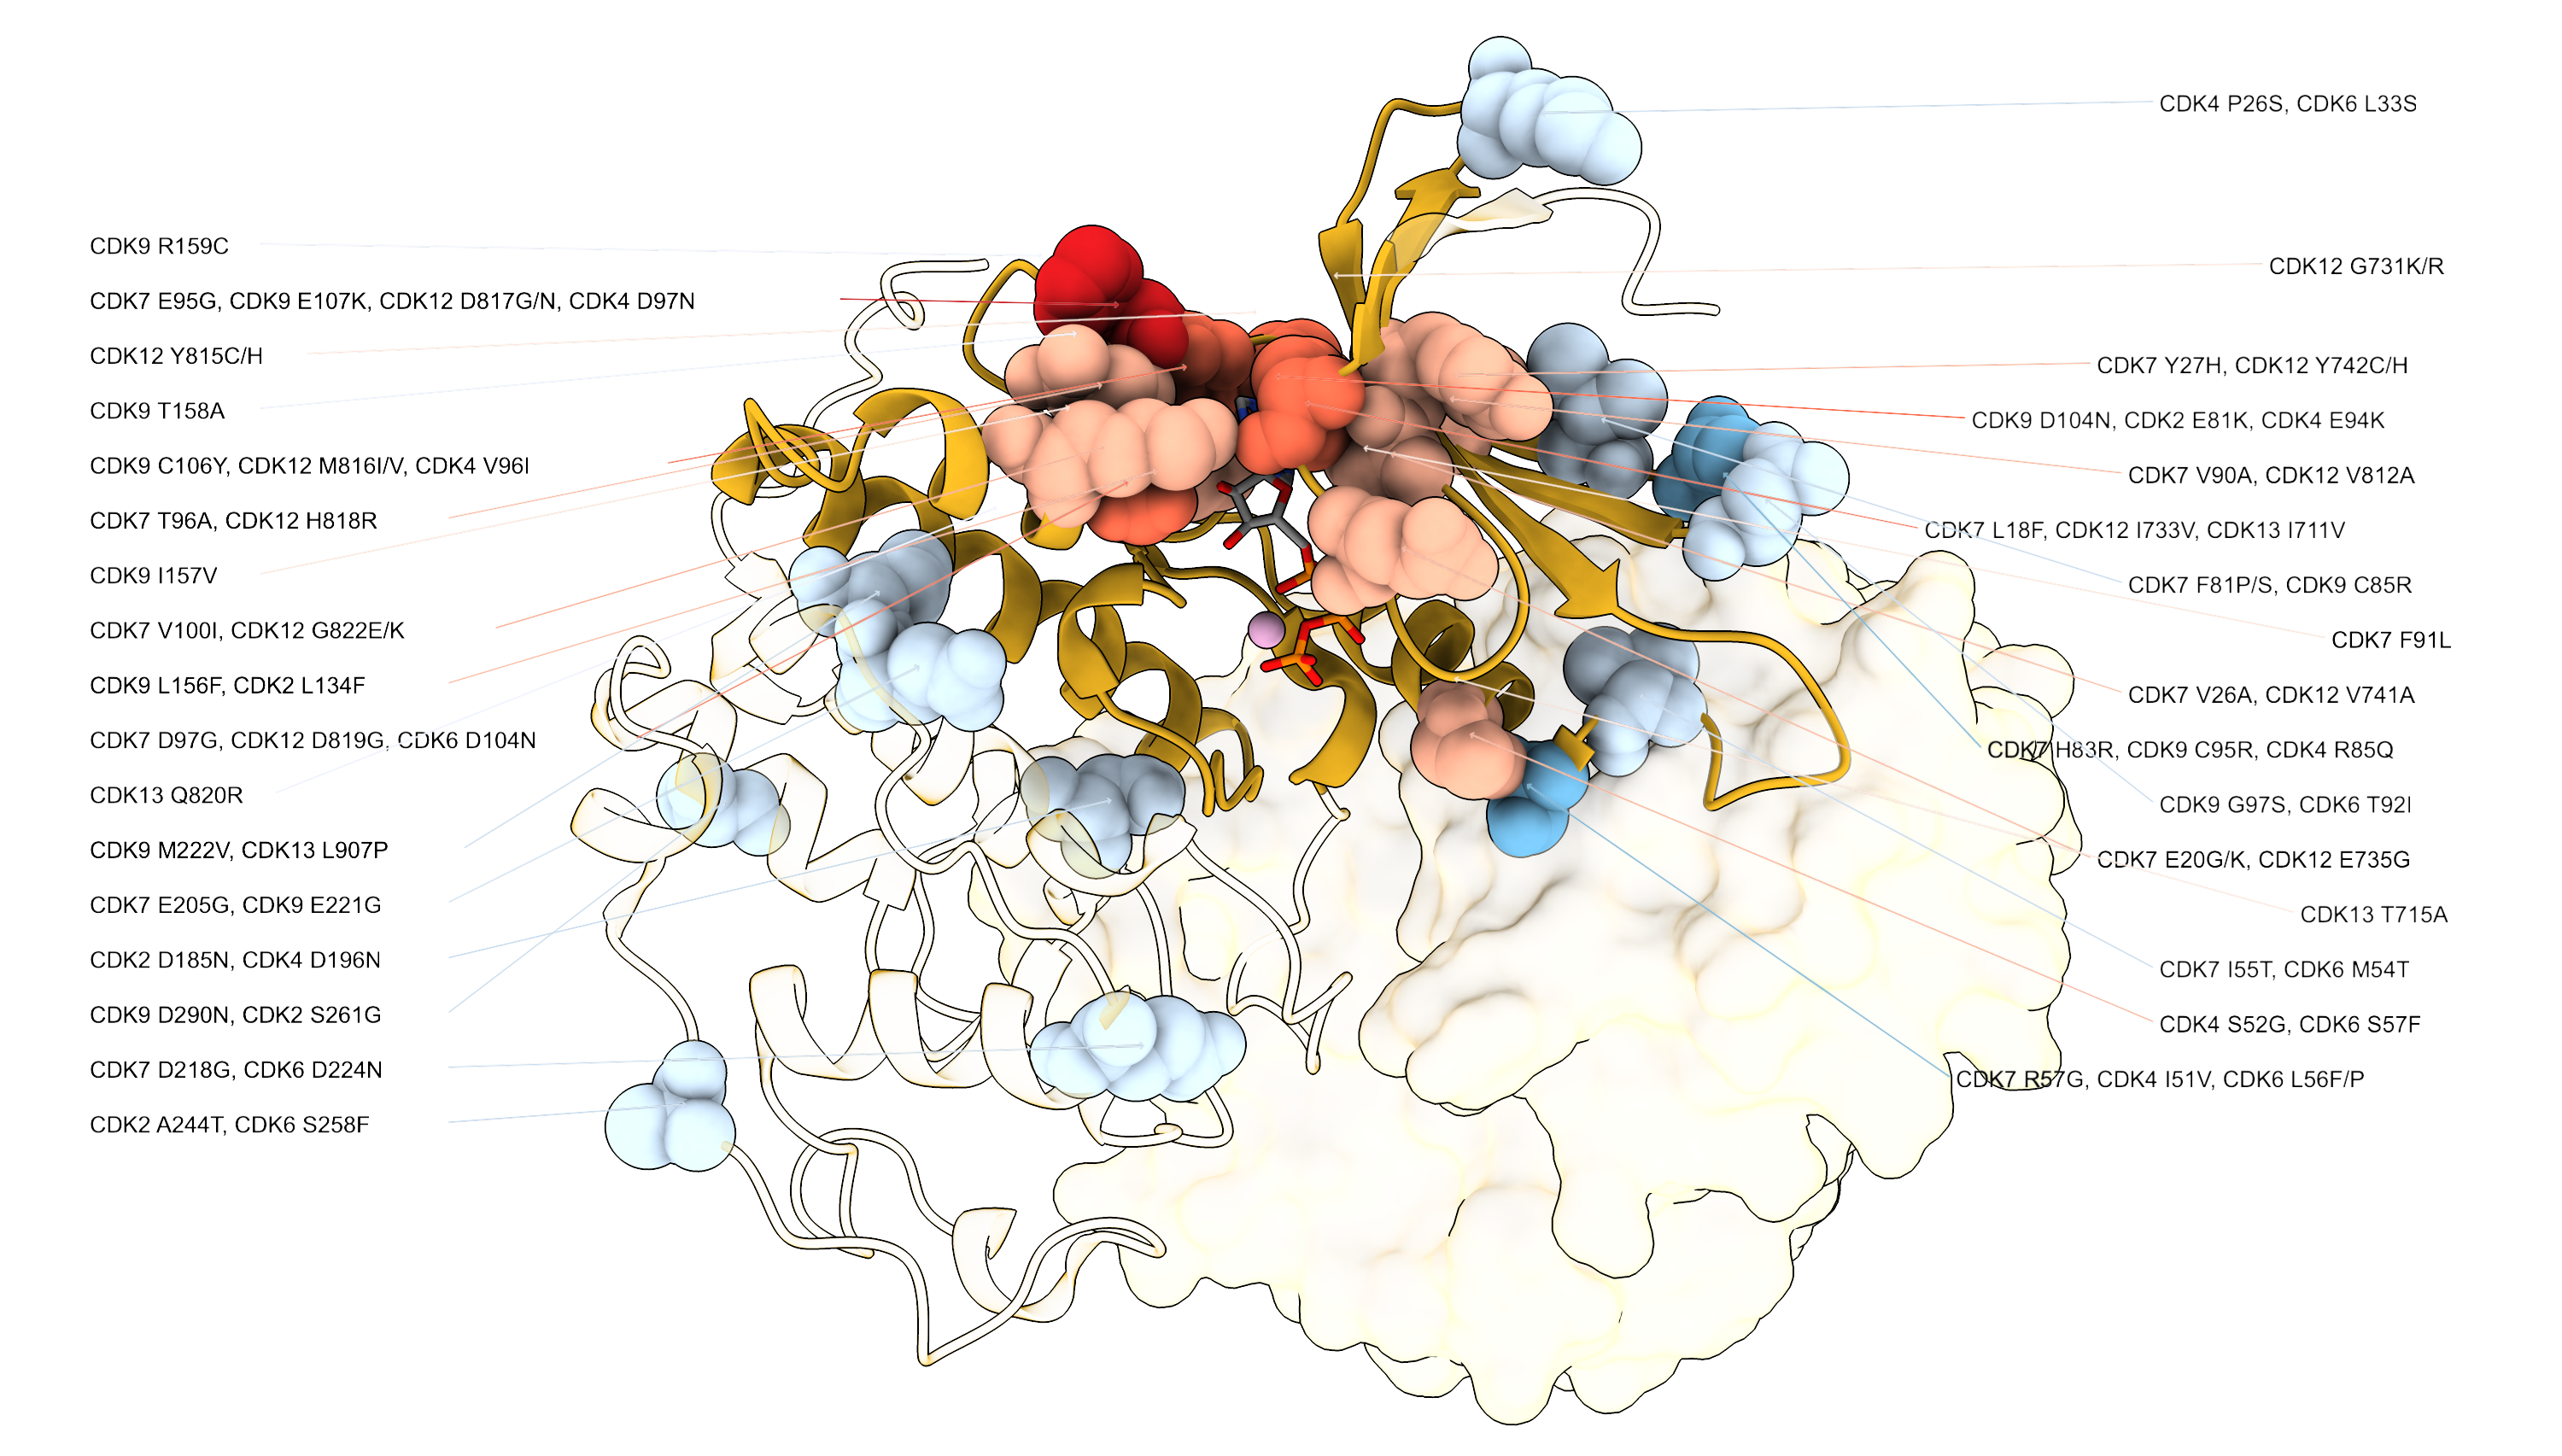 CDK4 P26S, CDK6 L33S
CDK9 R159C
CDK7 E95G, CDK9 E107K, CDK12 D817G/N, CDK4 D97N
CDK12 Y815C/H
CDK9 T158A
CDK9 C106Y, CDK12 M816I/V, CDK4 V96I
CDK7 T96A, CDK12 H818R
CDK9 I157V
CDK7 V100I, CDK12 G822E/K
CDK9 L156F, CDK2 L134F
CDK7 D97G, CDK12 D819G, CDK6 D104N
CDK13 Q820R
CDK9 M222V, CDK13 L907P
CDK7 E205G, CDK9 E221G
CDK2 D185N, CDK4 D196N
CDK9 D290N, CDK2 S261G
CDK7 D218G, CDK6 D224N
CDK2 A244T, CDK6 S258F
CDK12 G731K/R
CDK7 Y27H, CDK12 Y742C/H
CDK9 D104N, CDK2 E81K, CDK4 E94K
CDK7 V90A, CDK12 V812A
CDK7 L18F, CDK12 I733V, CDK13 I711V
CDK7 F81P/S, CDK9 C85R
CDK7 F91L
CDK7 V26A, CDK12 V741A
CDK7 H83R, CDK9 C95R, CDK4 R85Q
CDK9 G97S, CDK6 T92I
CDK7 E20G/K, CDK12 E735G
CDK13 T715A
CDK7 I55T, CDK6 M54T
CDK4 S52G, CDK6 S57F
CDK7 R57G, CDK4 I51V, CDK6 L56F/P